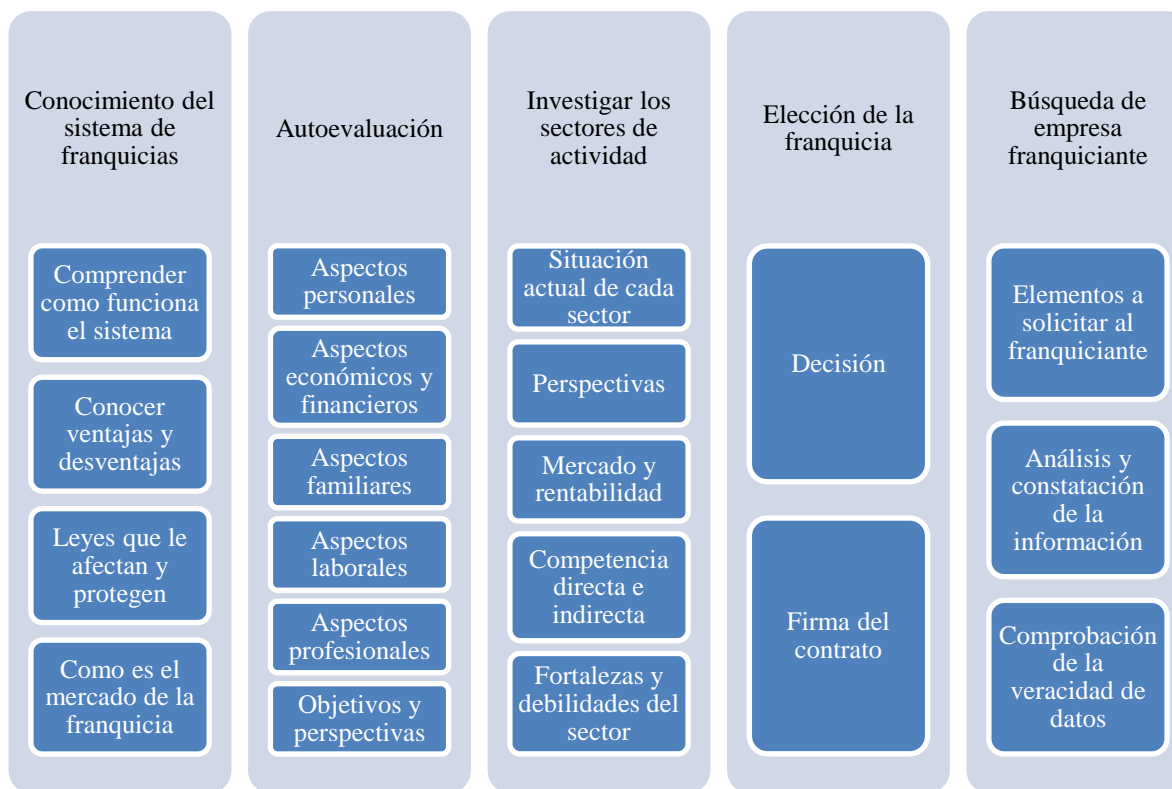 Conocimiento del
sistema de
franquicias
Comprender
como funciona
el sistema
Conocer
ventajas y
desventajas
Leyes que le
afectan y
protegen
Como es el
mercado de la
franquicia
Autoevaluación
Aspectos
personales
Aspectos
económicos y
financieros
Aspectos
familiares
Aspectos
laborales
Aspectos
profesionales
Objetivos y
perspectivas
Investigar los
sectores de
actividad
Situación
actual de cada
sector
Perspectivas
Mercado y
rentabilidad
Competencia
directa e
indirecta
Fortalezas y
debilidades del
sector
Elección de la
franquicia
Decisión
Firma del
contrato
Búsqueda de
empresa
franquiciante
Elementos a
solicitar al
franquiciante
Análisis y
constatación
de la
información
Comprobación
de la
veracidad de
datos